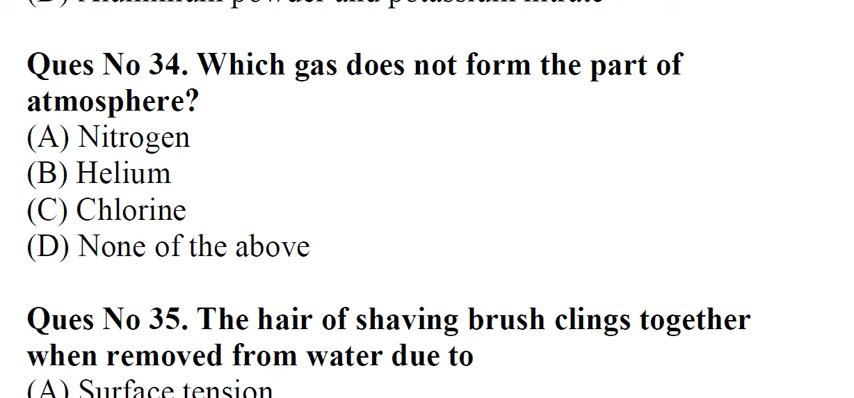 Ques No 34. Which gas does not form the part of
atmosphere?
(A) Nitrogen
(B) Helium
(C) Chlorine
(D) None of the above
Ques No 35. The hair of shaving brush clings together
when removed from water due to
(A) Surface tension